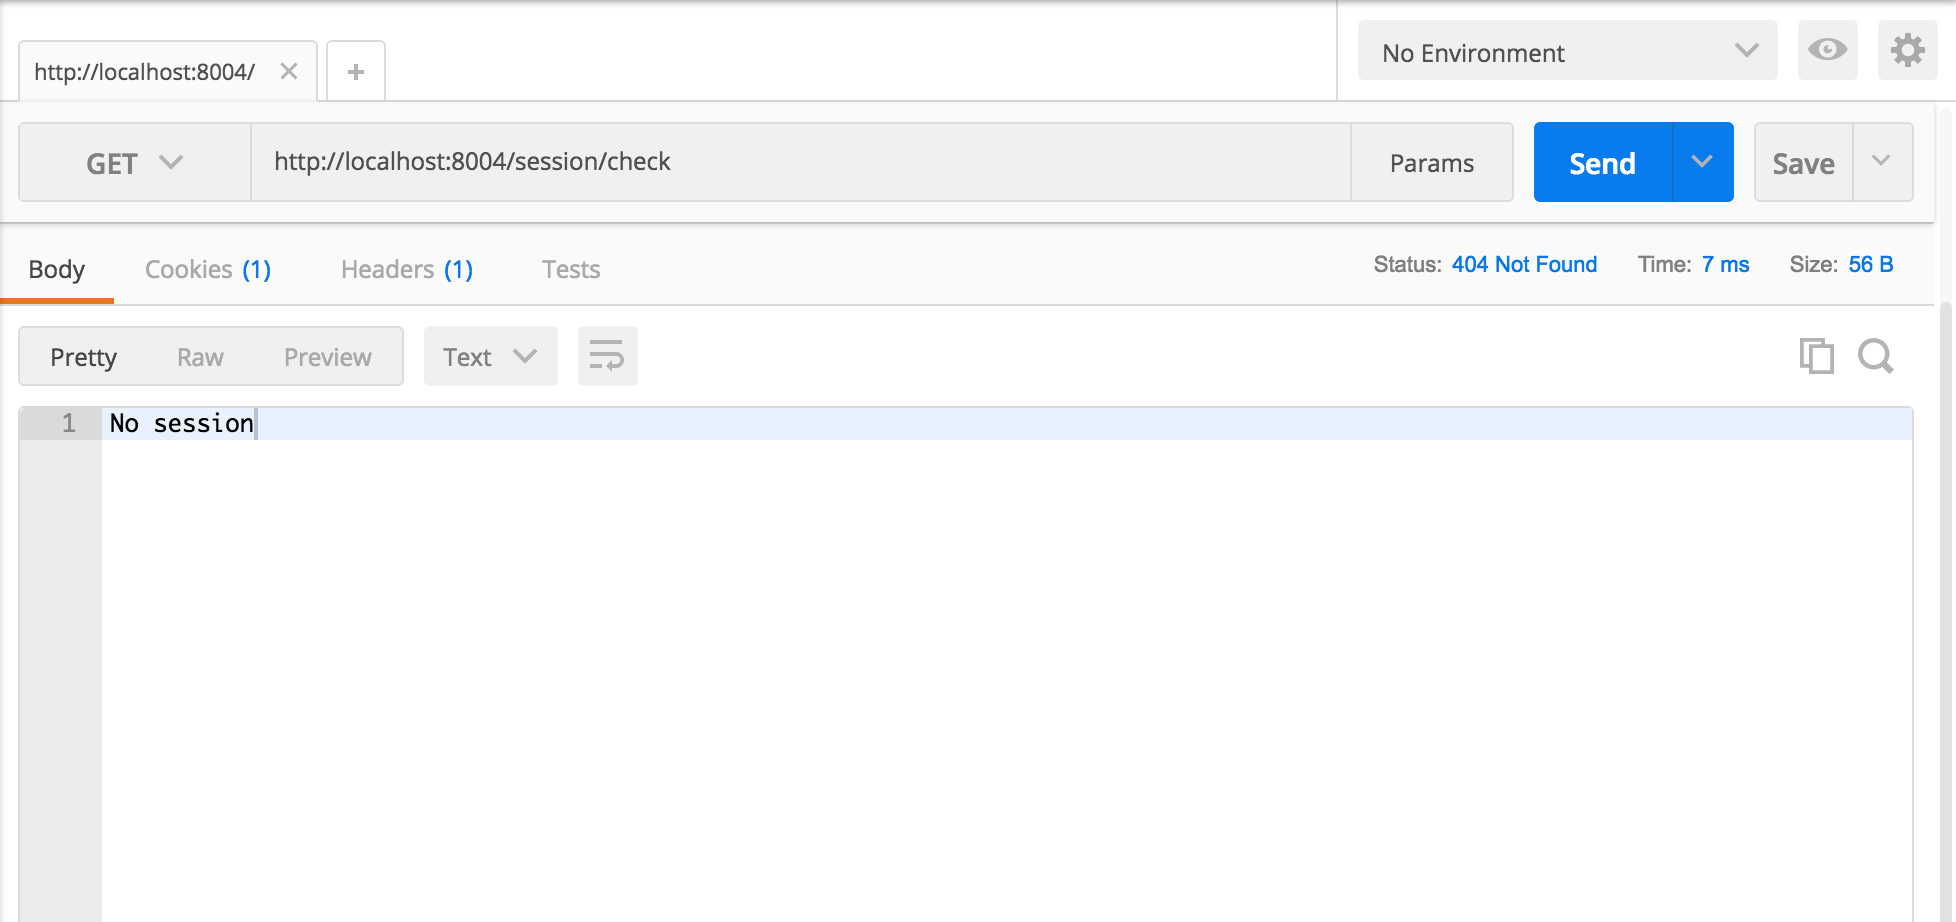 http://localhost:8004/
No Environment
GET http://localhost:8004/session/check Params Send Save
Body Cookies (1) Headers (1) Tests Status: 404 Not Found Time: 7 ms Size: 56 B
Pretty Raw Preview Text
1 No session